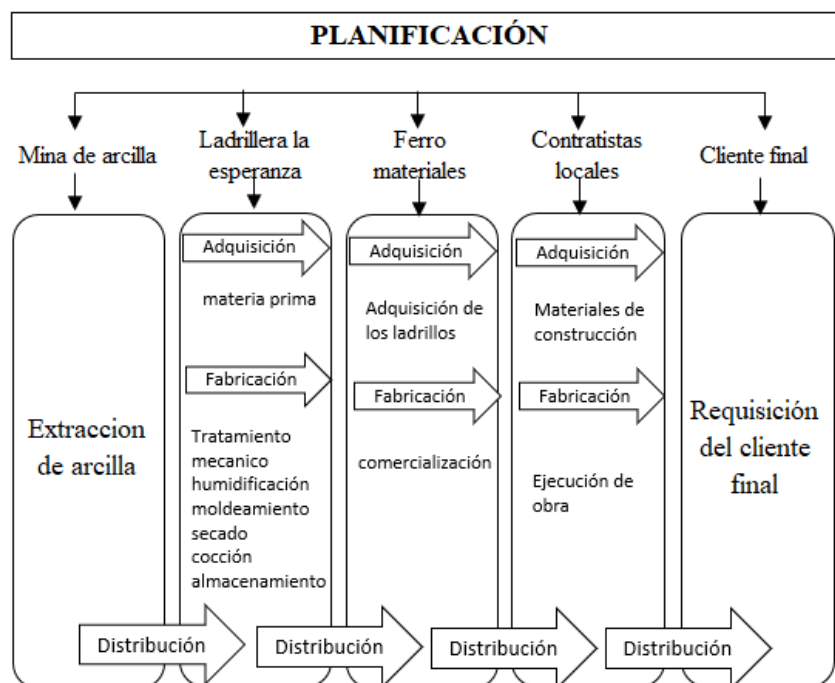 PLANIFICACIÓN
Mina de arcilla
Ladrillera la
esperanza
Ferro
materiales
Contratistas
locales
Cliente final
Extraccion
de arcilla
Adquisición
materia prima
Fabricación
Tratamiento
mecanico
humidificación
moldeamiento
secado
cocción
almacenamiento
Adquisición
Adquisición de
los ladrillos
Fabricación
comercialización
Adquisición
Materiales de
construcción
Fabricación
Ejecución de
obra
Requisición
del cliente
final
Distribución
Distribución
Distribución
Distribución